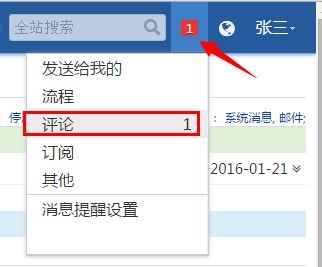 全站搜索 1 张三
发送给我的
流程
评论 1
订阅
其他
消息提醒设置
: 系统消息, 邮件;
2016-01-21